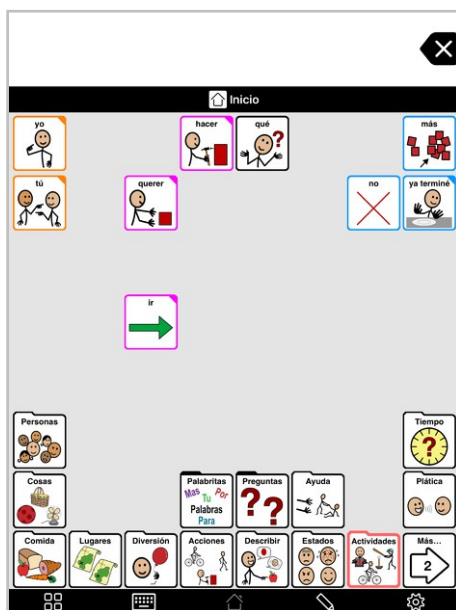 Inicio
yo
hacer
qué
más
tú
querer
no
ya terminé
ir
Personas
Tiempo
Cosas
Palabritas
Mas Tu Por
Palabras
Para
Preguntas
Ayuda
Plática
Comida
Lugares
Diversión
Acciones
Describir
Estados
Actividades
Más...
2